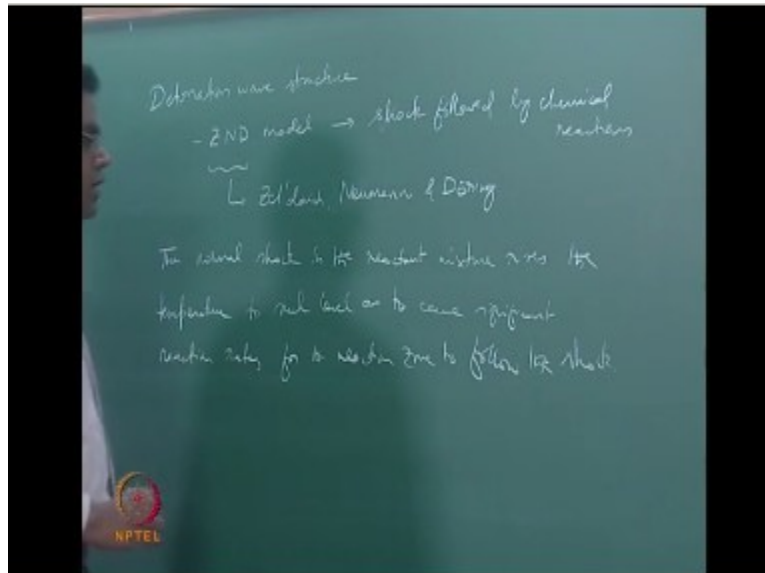 Detonation wave structure
- ZND model → shock followed by chemical
reactions
↳ Zel'dovich, Neumann & Döring
The normal shock in the reactant mixture rises the
temperature to such level as to cause significant
reaction rates, for a reaction zone to follow the shock
NPTEL